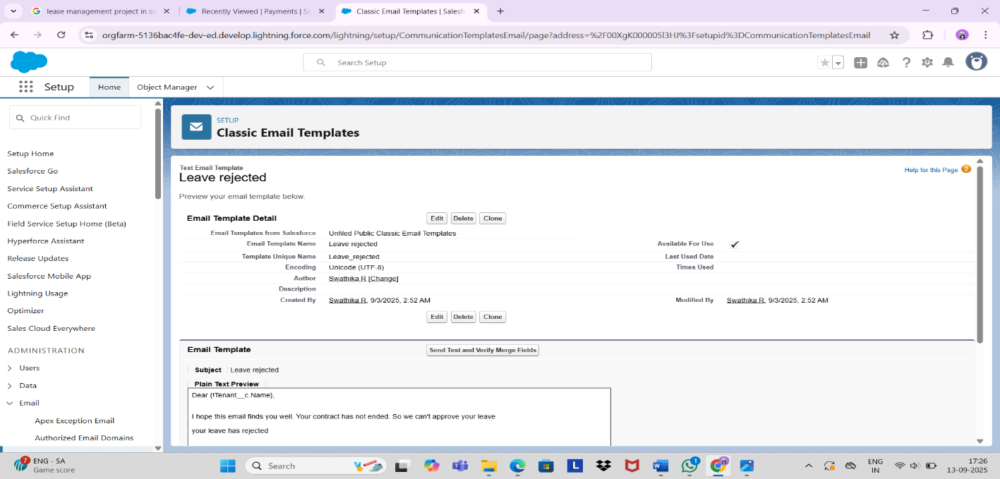 lease management project in sa
Recently Viewed | Payments | Sa
Classic Email Templates | Salesf
orgfarm-5136bac4fe-dev-ed.develop.lightning.force.com/lightning/setup/CommunicationTemplatesEmail/page?address=%2F00XgK000005l3HJ%3Fsetupid%3DCommunicationTemplatesEmail
Search Setup
Setup
Home
Object Manager
Quick Find
Setup Home
Salesforce Go
Service Setup Assistant
Commerce Setup Assistant
Field Service Setup Home (Beta)
Hyperforce Assistant
Release Updates
Salesforce Mobile App
Lightning Usage
Optimizer
Sales Cloud Everywhere
ADMINISTRATION
Users
Data
Email
Apex Exception Email
Authorized Email Domains
SETUP
Classic Email Templates
Text Email Template
Leave rejected
Help for this Page ?
Preview your email template below.
Email Template Detail
Edit Delete Clone
Email Templates from Salesforce Unfiled Public Classic Email Templates
Email Template Name Leave rejected Available For Use
Template Unique Name Leave_rejected Last Used Date
Encoding Unicode (UTF-8) Times Used
Author Swathika R [Change]
Description
Created By Swathika R, 9/3/2025, 2:52 AM Modified By Swathika R, 9/3/2025, 2:52 AM
Edit Delete Clone
Email Template Send Test and Verify Merge Fields
Subject Leave rejected
Plain Text Preview
Dear {!Tenant__c.Name},
I hope this email finds you well. Your contract has not ended. So we can't approve your leave
your leave has rejected
7
ENG - SA
Game score
Search
L
1
ENG
IN
17:26
13-09-2025